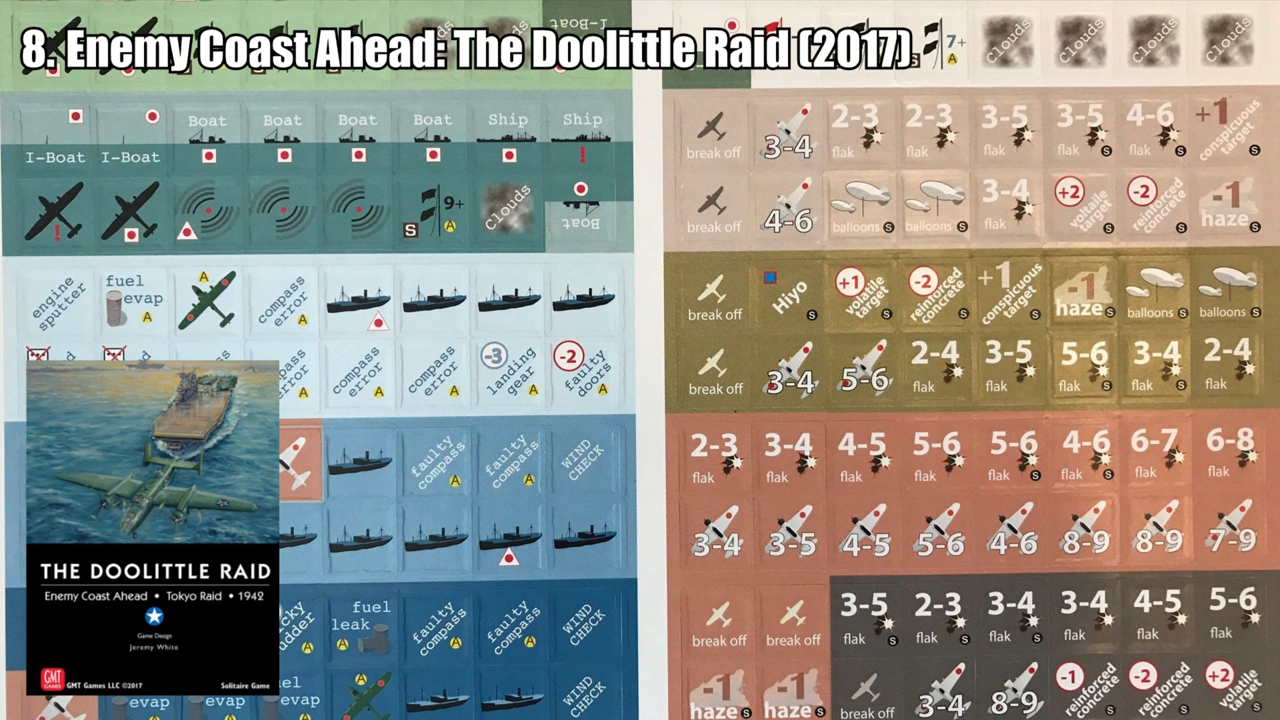 8. Enemy Coast Ahead: The Doolittle Raid (2017)
I-Boat
7+
A
Clouds Clouds Clouds Clouds
Boat Boat Boat Boat Ship Ship
I-Boat I-Boat
!
!
S 9+ A
Clouds
Boat
engine sputter
fuel evap A
A
compass error A
compass error A
compass error A
-3 landing gear A
-2 faulty doors A
faulty compass A
faulty compass A
WIND CHECK
fuel leak A
faulty compass A
faulty compass A
WIND CHECK
evap
evap
evap
A
WIND CHECK
break off
3-4
2-3 flak
2-3 flak
3-5 flak
3-5 flak S
4-6 flak S
+1 conspicuous target S
break off
4-6
balloons S
balloons S
3-4 flak S
+2 volatile target S
-2 reinforced concrete S
-1 haze S
break off
Hiyo S
+1 volatile target S
-2 reinforced concrete S
+1 conspicuous target S
-1 haze S
balloons S
balloons S
break off
3-4
5-6
2-4 flak
3-5 flak
5-6 flak S
3-4 flak S
2-4 flak S
2-3 flak
3-4 flak
4-5 flak
5-6 flak
5-6 flak S
4-6 flak S
6-7 flak S
6-8 flak
3-4
3-5
4-5
5-6
4-6
8-9
8-9
7-9
break off
break off
3-5 flak S
2-3 flak S
3-4 flak S
3-4 flak S
4-5 flak S
5-6 flak
-1 haze S
-1 haze S
break off
3-4
8-9
-1 reinforced concrete S
-2 reinforced concrete S
+2 volatile S
THE DOOLITTLE RAID
Enemy Coast Ahead • Tokyo Raid • 1942
Game Design
Jeremy White
GMT GAMES
GMT Games LLC ©2017
Solitaire Game